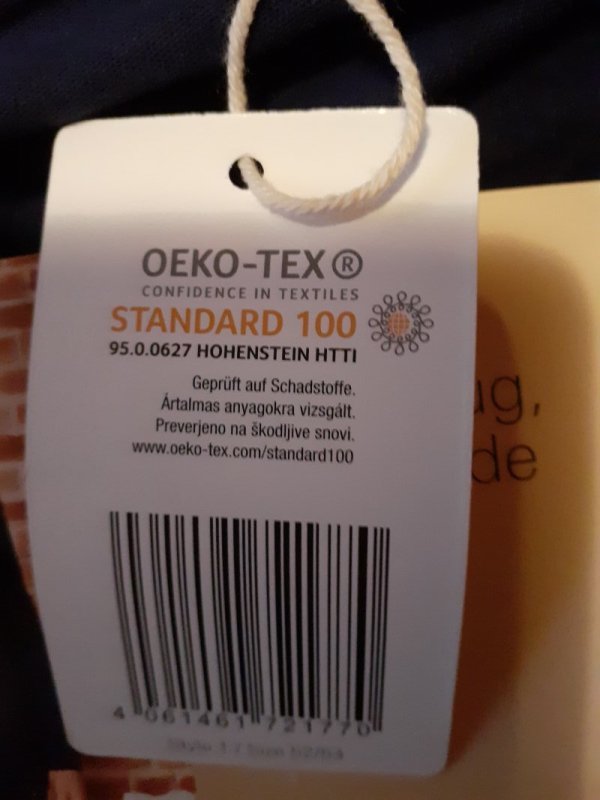 OEKO-TEX®
CONFIDENCE IN TEXTILES
STANDARD 100
95.0.0627 HOHENSTEIN HTTI
Geprüft auf Schadstoffe.
Ártalmas anyagokra vizsgált.
Preverjeno na škodljive snovi.
www.oeko-tex.com/standard100
4 061461 721770
ug,
de